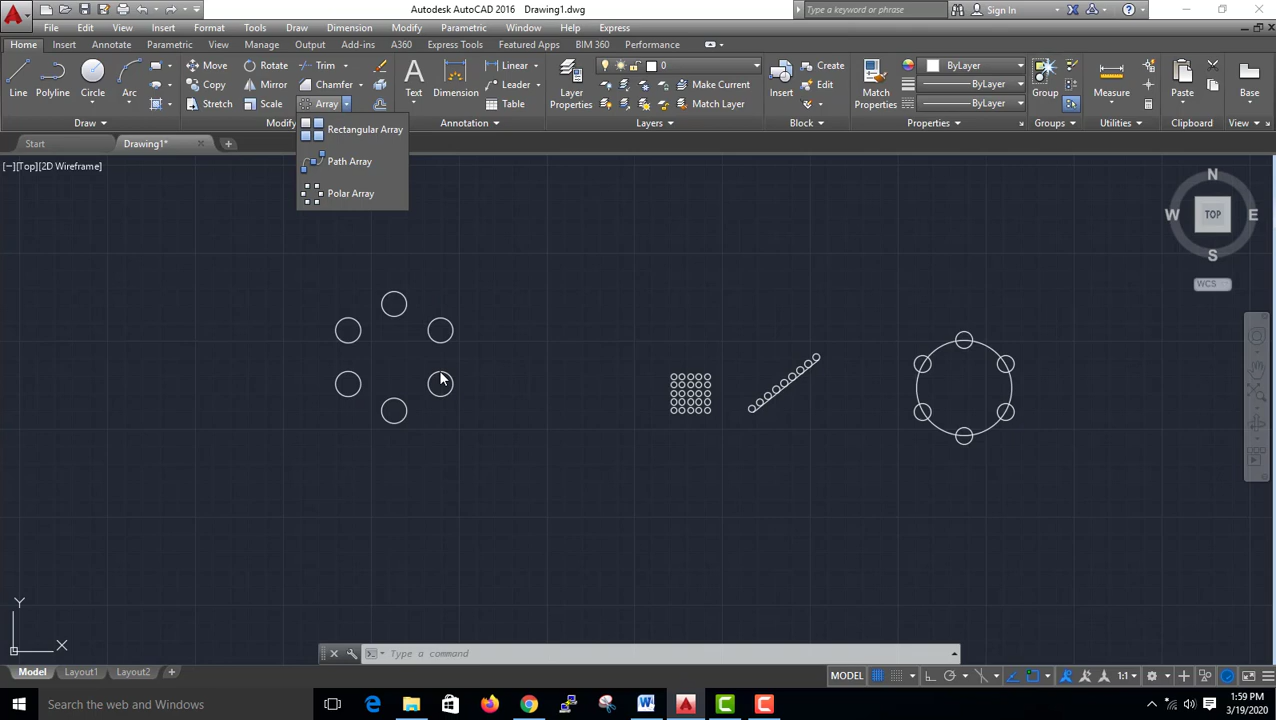 Autodesk AutoCAD 2016 Drawing1.dwg
Type a keyword or phrase
Sign In
File Edit View Insert Format Tools Draw Dimension Modify Parametric Window Help Express
Home Insert Annotate Parametric View Manage Output Add-ins A360 Express Tools Featured Apps BIM 360 Performance
Line Polyline Circle Arc
Move Rotate Trim
Copy Mirror Chamfer
Stretch Scale Array
Text Dimension
Linear
Leader
Table
Layer
Properties
0
Make Current
Match Layer
Insert
Create
Edit
Match
Properties
ByLayer
ByLayer
ByLayer
Group
Measure
Paste
Base
Draw Modify Annotation Layers Block Properties Groups Utilities Clipboard View
Rectangular Array
Path Array
Polar Array
Start Drawing1*
[−][Top][2D Wireframe]
N
W TOP E
S
WCS
Y
X
Type a command
Model Layout1 Layout2
MODEL 1:1
Search the web and Windows
1:59 PM
3/19/2020